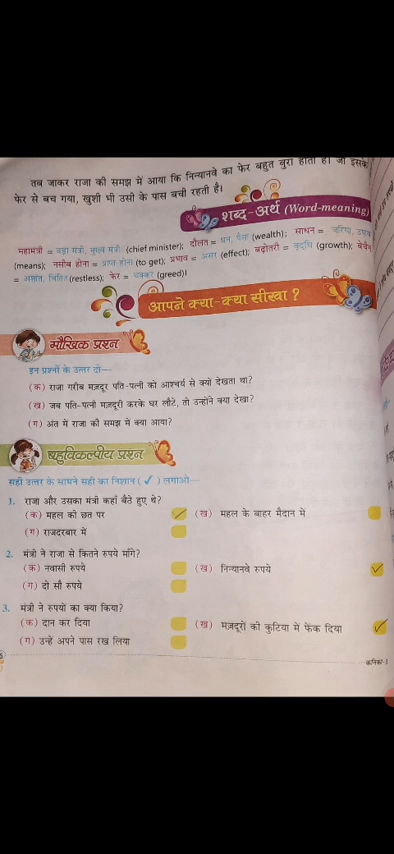 तब जाकर राजा की समझ में आया कि निन्यानवे का फेर बहुत बुरा होता है। जो इसके
फेर से बच गया, खुशी भी उसी के पास बची रहती है।
शब्द-अर्थ (Word-meaning)
महामंत्री = बड़ा मंत्री, मुख्य मंत्री (chief minister); दौलत = धन, पैसा (wealth); साधन = ज़रिया, उपाय
(means); नसीब होना = प्राप्त होना (to get); प्रभाव = असर (effect); बढ़ोतरी = वृद्धि (growth); बेचैन
= अशांत, चिंतित (restless); फेर = चक्कर (greed)।
आपने क्या-क्या सीखा ?
मौखिक प्रश्न
इन प्रश्नों के उत्तर दो—
(क) राजा गरीब मज़दूर पति-पत्नी को आश्चर्य से क्यों देखता था?
(ख) जब पति-पत्नी मज़दूरी करके घर लौटे, तो उन्होंने क्या देखा?
(ग) अंत में राजा की समझ में क्या आया?
बहुविकल्पीय प्रश्न
सही उत्तर के सामने सही का निशान ( ✓ ) लगाओ—
1. राजा और उसका मंत्री कहाँ बैठे हुए थे?
(क) महल की छत पर ✓ (ख) महल के बाहर मैदान में
(ग) राजदरबार में
2. मंत्री ने राजा से कितने रुपये माँगे?
(क) नवासी रुपये (ख) निन्यानवे रुपये ✓
(ग) दो सौ रुपये
3. मंत्री ने रुपयों का क्या किया?
(क) दान कर दिया (ख) मज़दूरों की कुटिया में फेंक दिया ✓
(ग) उन्हें अपने पास रख लिया
कनिका-3